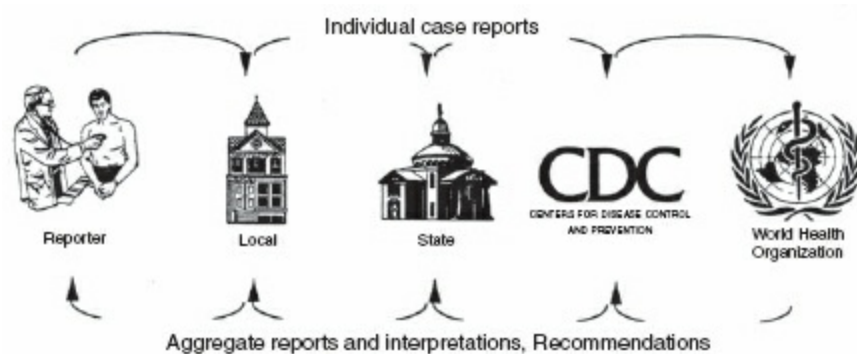 Individual case reports
CDC
CENTERS FOR DISEASE CONTROL
AND PREVENTION
Reporter
Local
State
World Health
Organization
Aggregate reports and interpretations, Recommendations